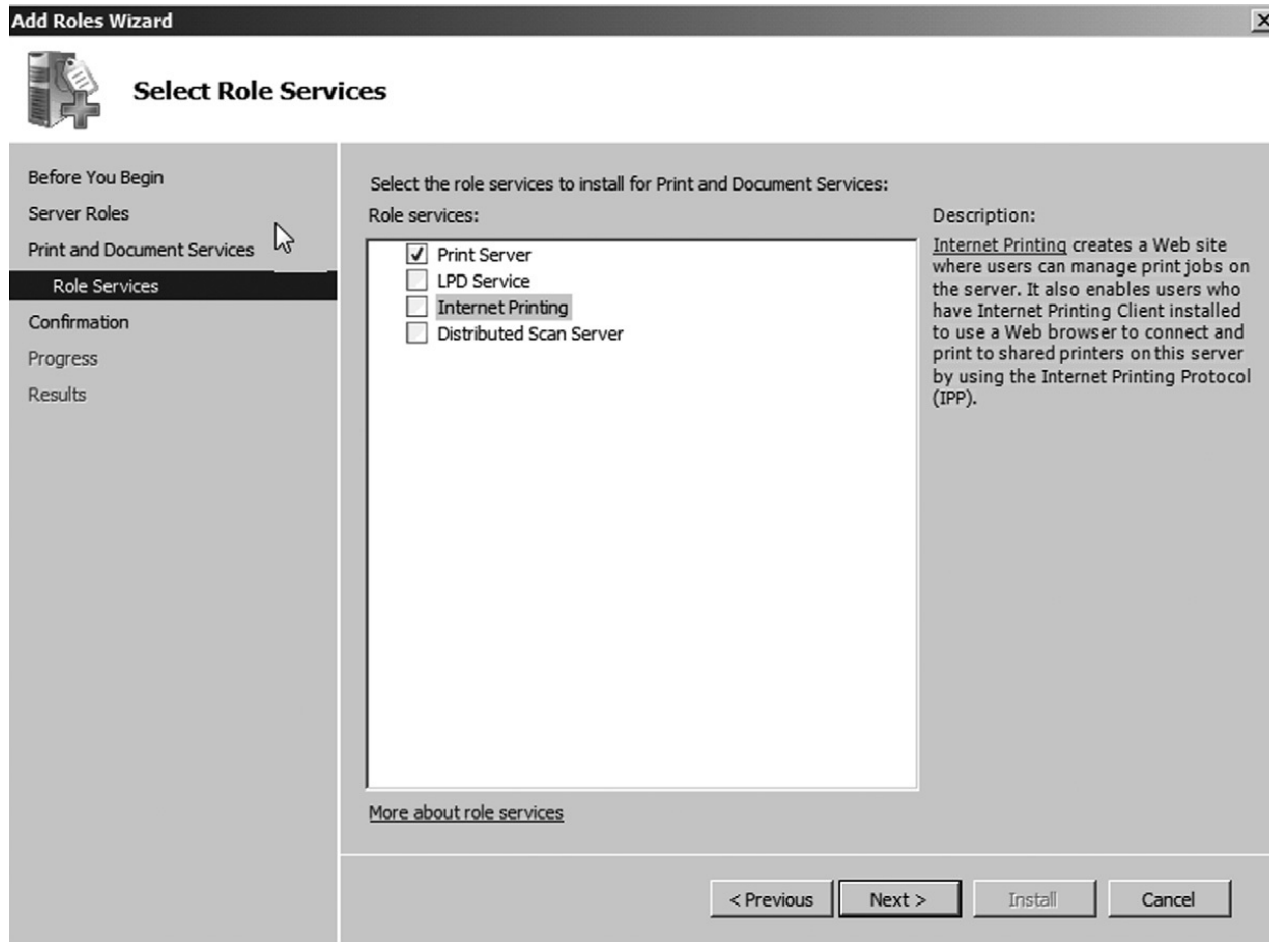 Add Roles Wizard
Select Role Services
Before You Begin
Server Roles
Print and Document Services
Role Services
Confirmation
Progress
Results
Select the role services to install for Print and Document Services:
Role services:
Print Server
LPD Service
Internet Printing
Distributed Scan Server
More about role services
Description:
Internet Printing creates a Web site
where users can manage print jobs on
the server. It also enables users who
have Internet Printing Client installed
to use a Web browser to connect and
print to shared printers on this server
by using the Internet Printing Protocol
(IPP).
< Previous
Next >
Install
Cancel